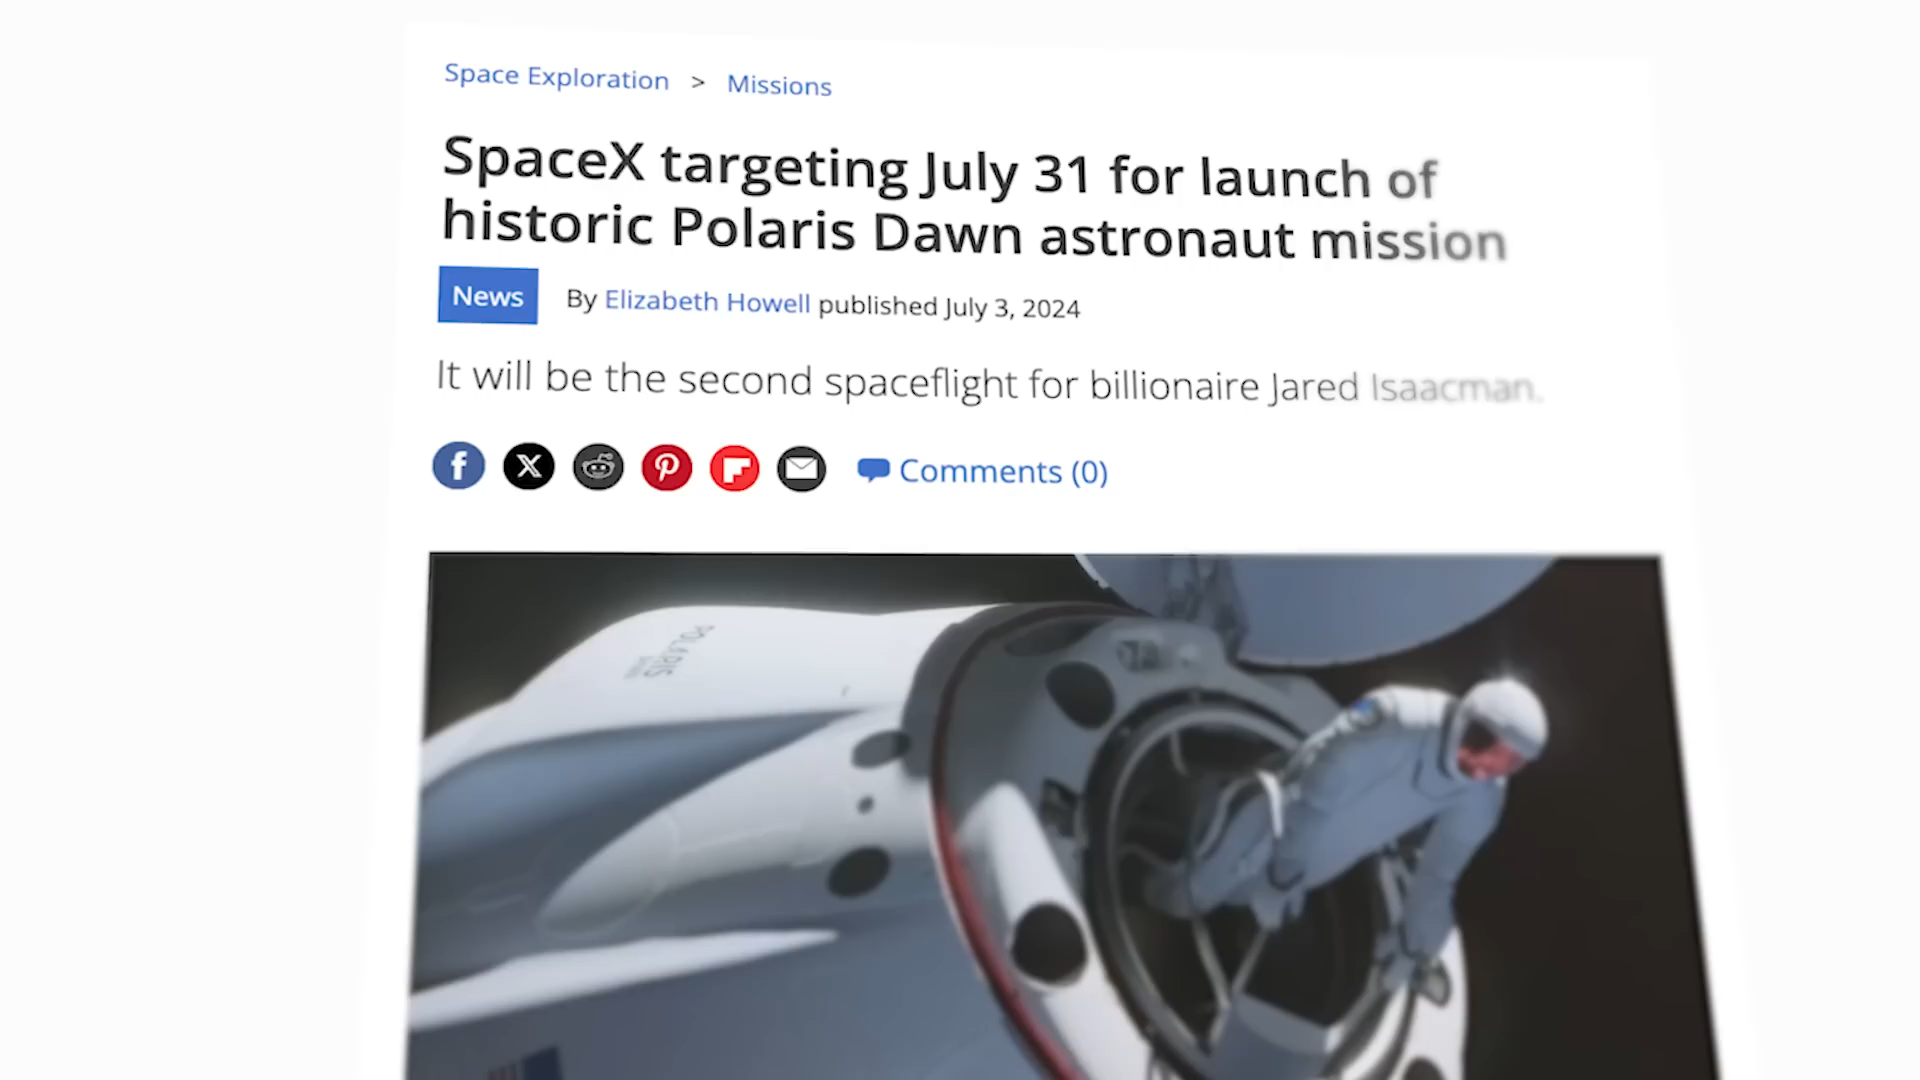 Space Exploration > Missions
SpaceX targeting July 31 for launch of
historic Polaris Dawn astronaut mission
News By Elizabeth Howell published July 3, 2024
It will be the second spaceflight for billionaire Jared Isaacman.
Comments (0)
POLARIS